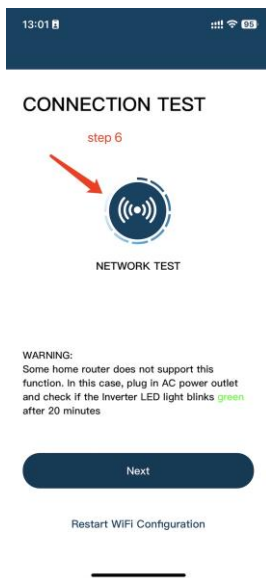 13:01 95
CONNECTION TEST
step 6
NETWORK TEST
WARNING:
Some home router does not support this
function. In this case, plug in AC power outlet
and check if the Inverter LED light blinks green
after 20 minutes
Next
Restart WiFi Configuration